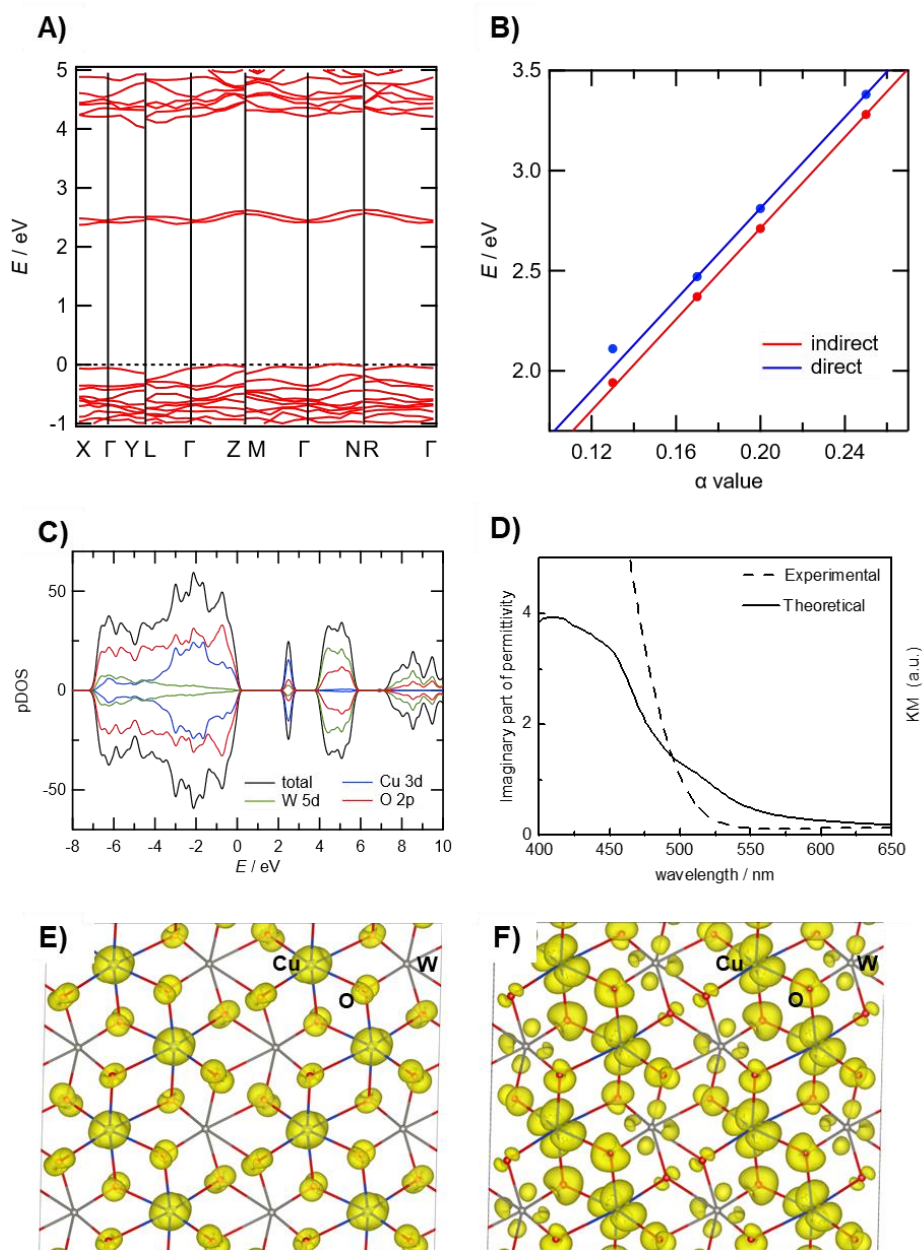 A)
5
4
3
2
1
0
-1
E / eV
X Γ Y L Γ Z M Γ N R Γ
B)
3.5
3.0
2.5
2.0
E / eV
indirect
direct
0.12 0.16 0.20 0.24
α value
C)
50
0
-50
pDOS
total Cu 3d
W 5d O 2p
-8 -6 -4 -2 0 2 4 6 8 10
E / eV
D)
4
2
0
Imaginary part of permittivity
Experimental
Theoretical
KM (a.u.)
400 450 500 550 600 650
wavelength / nm
E)
Cu W
O
F)
Cu W
O